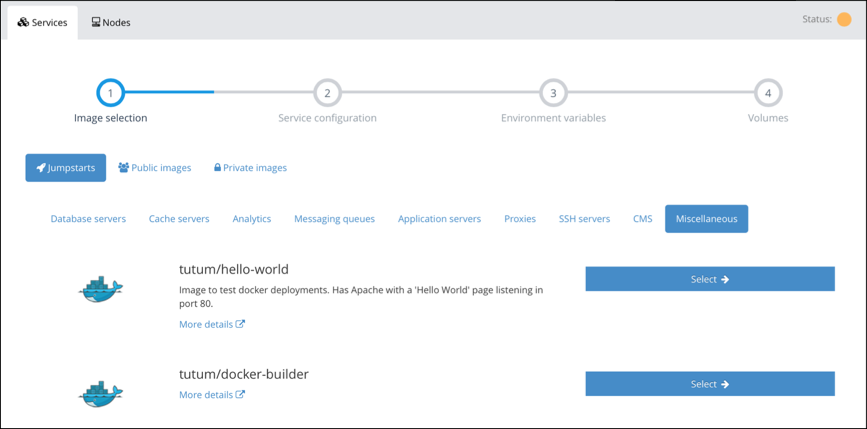 Services Nodes Status:
1 2 3 4
Image selection Service configuration Environment variables Volumes
Jumpstarts Public images Private images
Database servers Cache servers Analytics Messaging queues Application servers Proxies SSH servers CMS Miscellaneous
tutum/hello-world
Image to test docker deployments. Has Apache with a 'Hello World' page listening in
port 80.
More details
Select
tutum/docker-builder
More details
Select